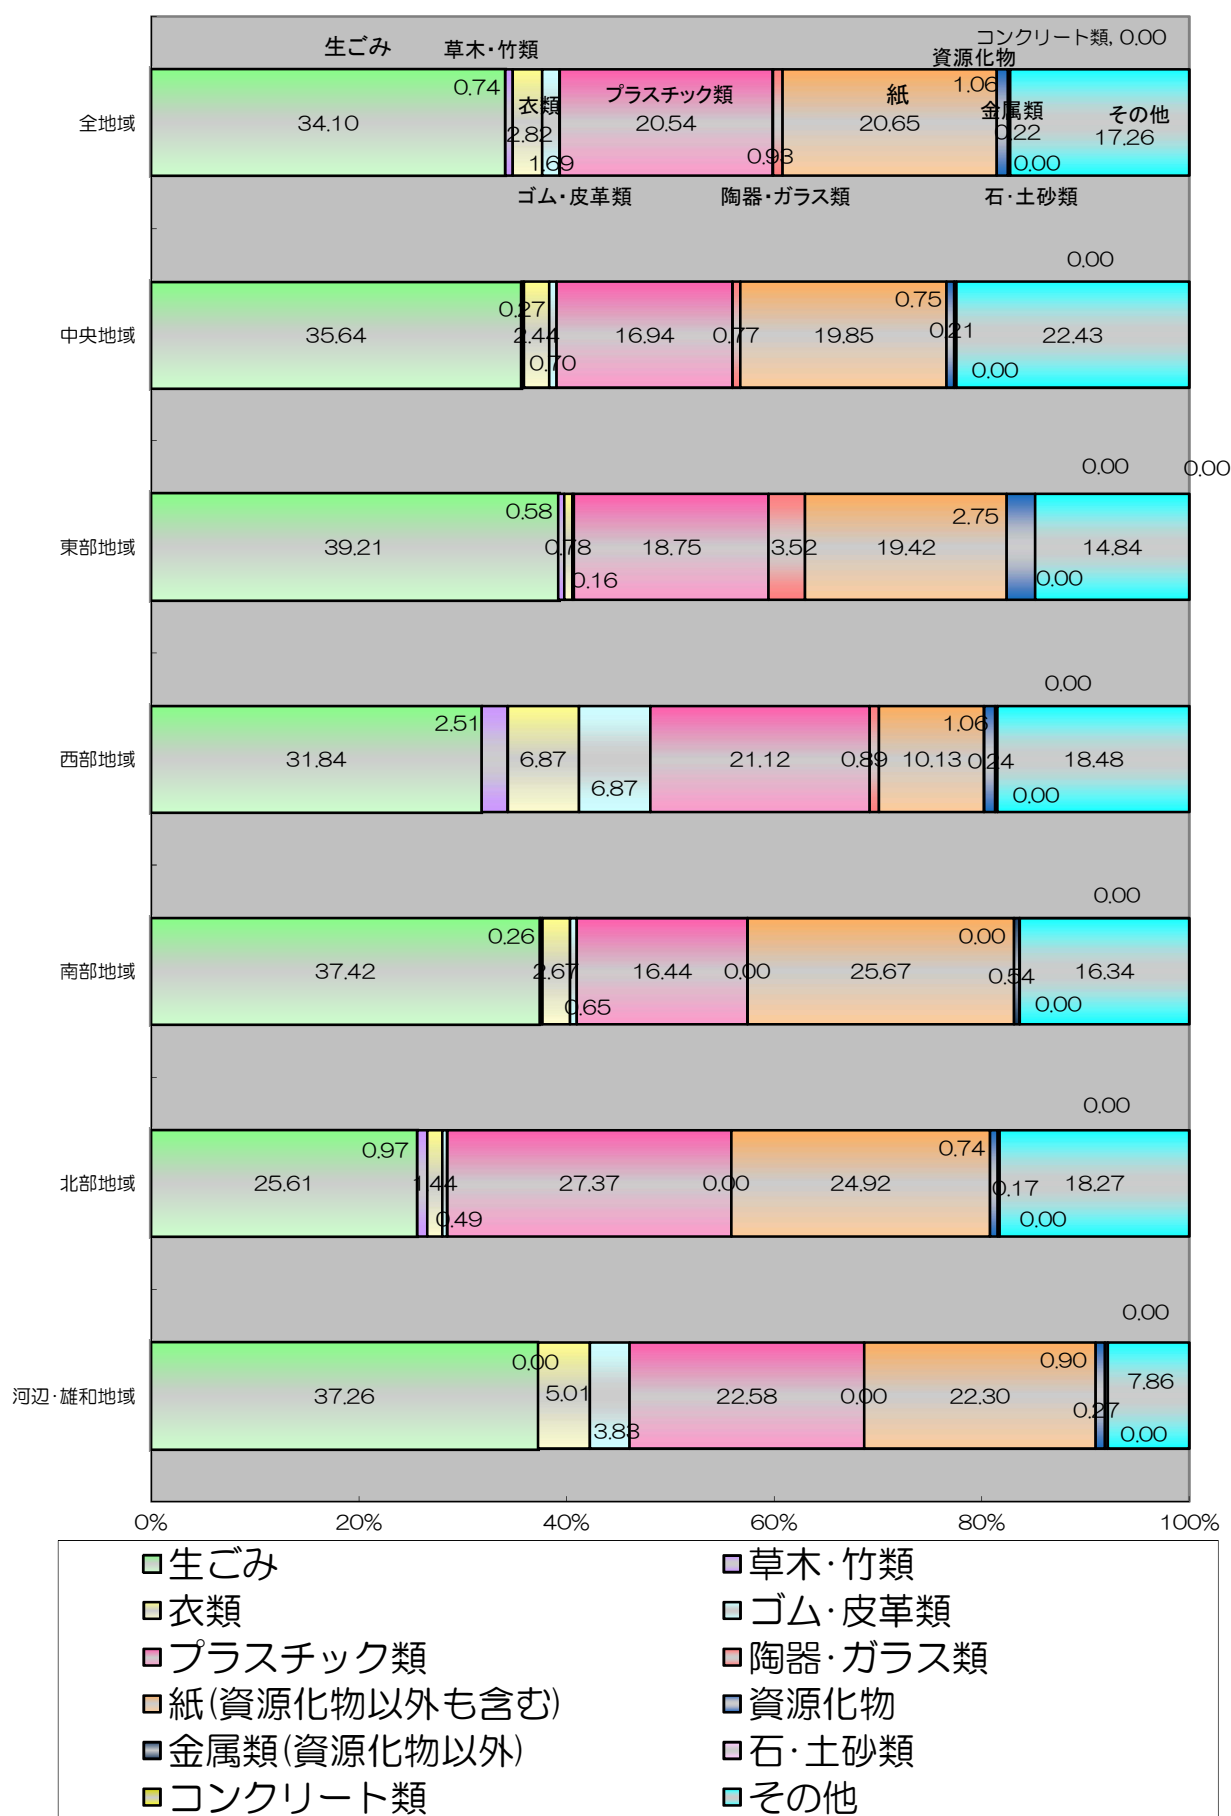 コンクリート類, 0.00
生ごみ 草木・竹類 資源化物
0.74 1.06
衣類 プラスチック類 紙 金属類 その他
全地域 34.10 2.82 20.54 20.65 0.22 17.26
1.69 0.93 0.00
ゴム・皮革類 陶器・ガラス類 石・土砂類
0.00
0.27 0.75
中央地域 35.64 2.44 16.94 0.77 19.85 0.21 22.43
0.70 0.00
0.00 0.00
0.58 2.75
東部地域 39.21 0.78 18.75 3.52 19.42 14.84
0.16 0.00
0.00
2.51 1.06
西部地域 31.84 6.87 21.12 0.89 10.13 0.24 18.48
6.87 0.00
0.00
0.26 0.00
南部地域 37.42 2.67 16.44 0.00 25.67 0.54 16.34
0.65 0.00
0.00
0.97 0.74
北部地域 25.61 1.44 27.37 0.00 24.92 0.17 18.27
0.49 0.00
0.00
0.00 0.90
河辺・雄和地域 37.26 5.01 22.58 0.00 22.30 0.27 7.86
3.83 0.00
0% 20% 40% 60% 80% 100%
生ごみ 草木・竹類
衣類 ゴム・皮革類
プラスチック類 陶器・ガラス類
紙(資源化物以外も含む) 資源化物
金属類(資源化物以外) 石・土砂類
コンクリート類 その他